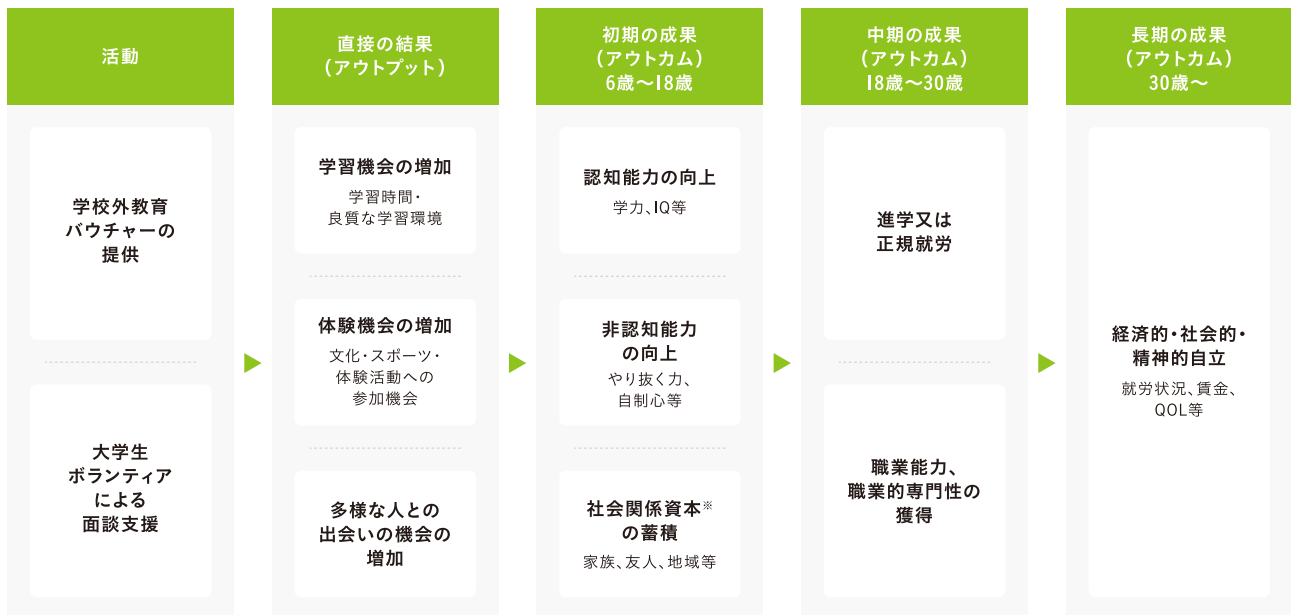 活動
学校外教育
バウチャーの
提供
大学生
ボランティア
による
面談支援
直接の結果
(アウトプット)
学習機会の増加
学習時間・
良質な学習環境
体験機会の増加
文化・スポーツ・
体験活動への
参加機会
多様な人との
出会いの機会の
増加
初期の成果
(アウトカム)
6歳〜18歳
認知能力の向上
学力、IQ等
非認知能力
の向上
やり抜く力、
自制心等
社会関係資本※
の蓄積
家族、友人、地域等
中期の成果
(アウトカム)
18歳〜30歳
進学又は
正規就労
職業能力、
職業的専門性の
獲得
長期の成果
(アウトカム)
30歳〜
経済的・社会的・
精神的自立
就労状況、賃金、
QOL等